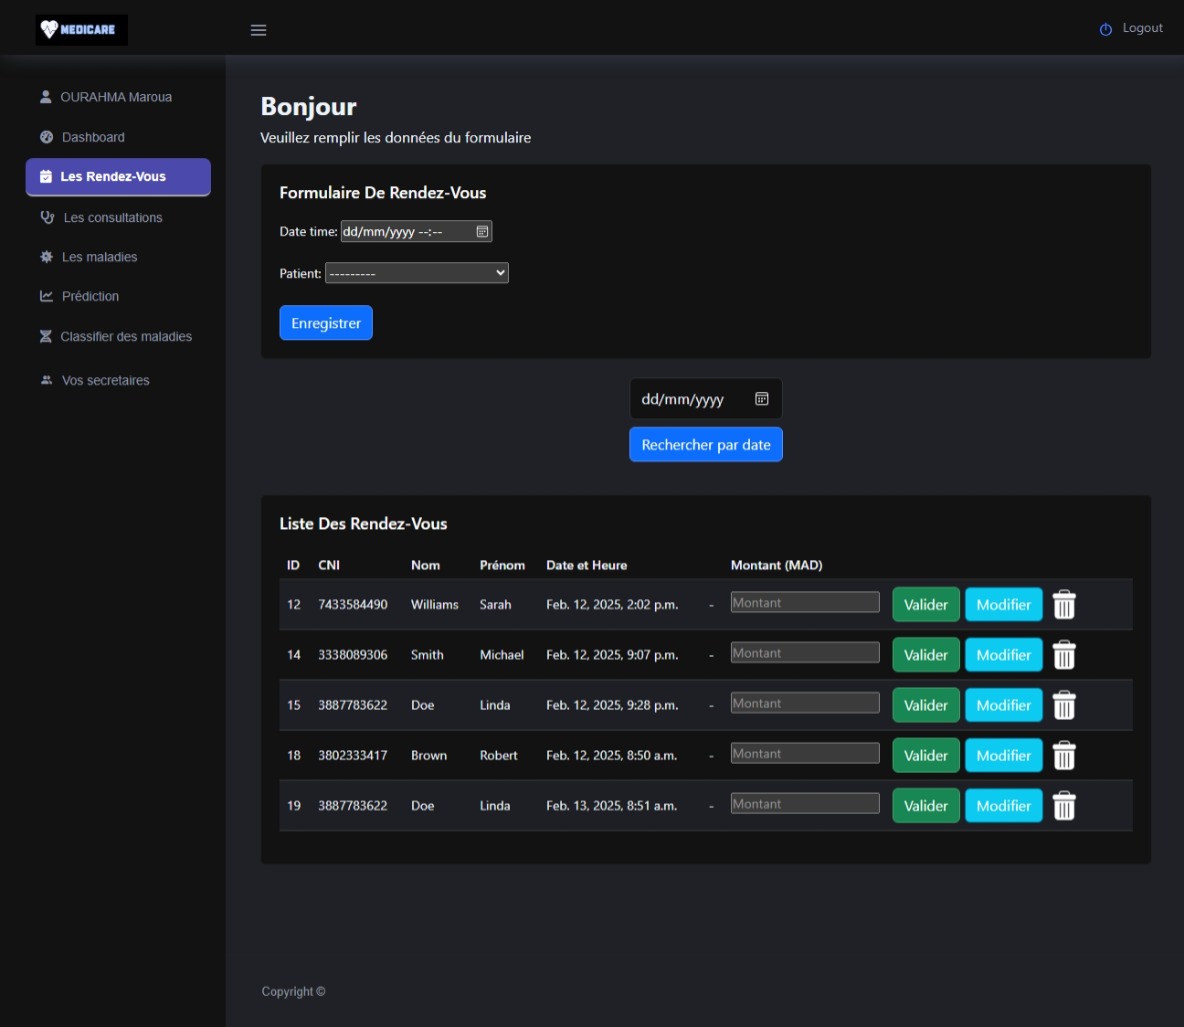 MEDICARE
Logout
OURAHMA Maroua
Dashboard
Les Rendez-Vous
Les consultations
Les maladies
Prédiction
Classifier des maladies
Vos secretaires
Bonjour
Veuillez remplir les données du formulaire
Formulaire De Rendez-Vous
Date time: dd/mm/yyyy --:--
Patient: ---------
Enregistrer
dd/mm/yyyy
Rechercher par date
Liste Des Rendez-Vous
ID CNI Nom Prénom Date et Heure Montant (MAD)
12 7433584490 Williams Sarah Feb. 12, 2025, 2:02 p.m. - Montant Valider Modifier
14 3338089306 Smith Michael Feb. 12, 2025, 9:07 p.m. - Montant Valider Modifier
15 3887783622 Doe Linda Feb. 12, 2025, 9:28 p.m. - Montant Valider Modifier
18 3802333417 Brown Robert Feb. 12, 2025, 8:50 a.m. - Montant Valider Modifier
19 3887783622 Doe Linda Feb. 13, 2025, 8:51 a.m. - Montant Valider Modifier
Copyright ©